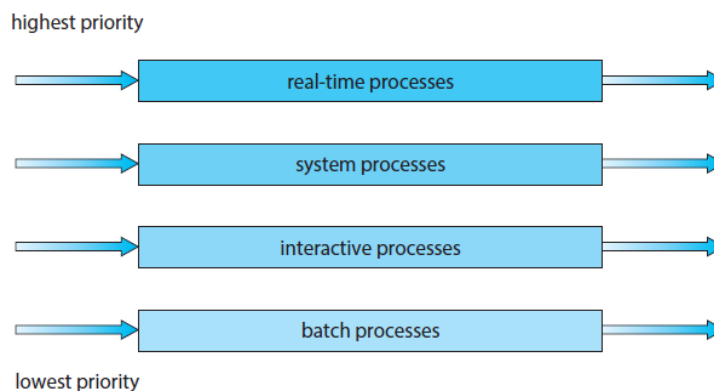 highest priority
real-time processes
system processes
interactive processes
batch processes
lowest priority